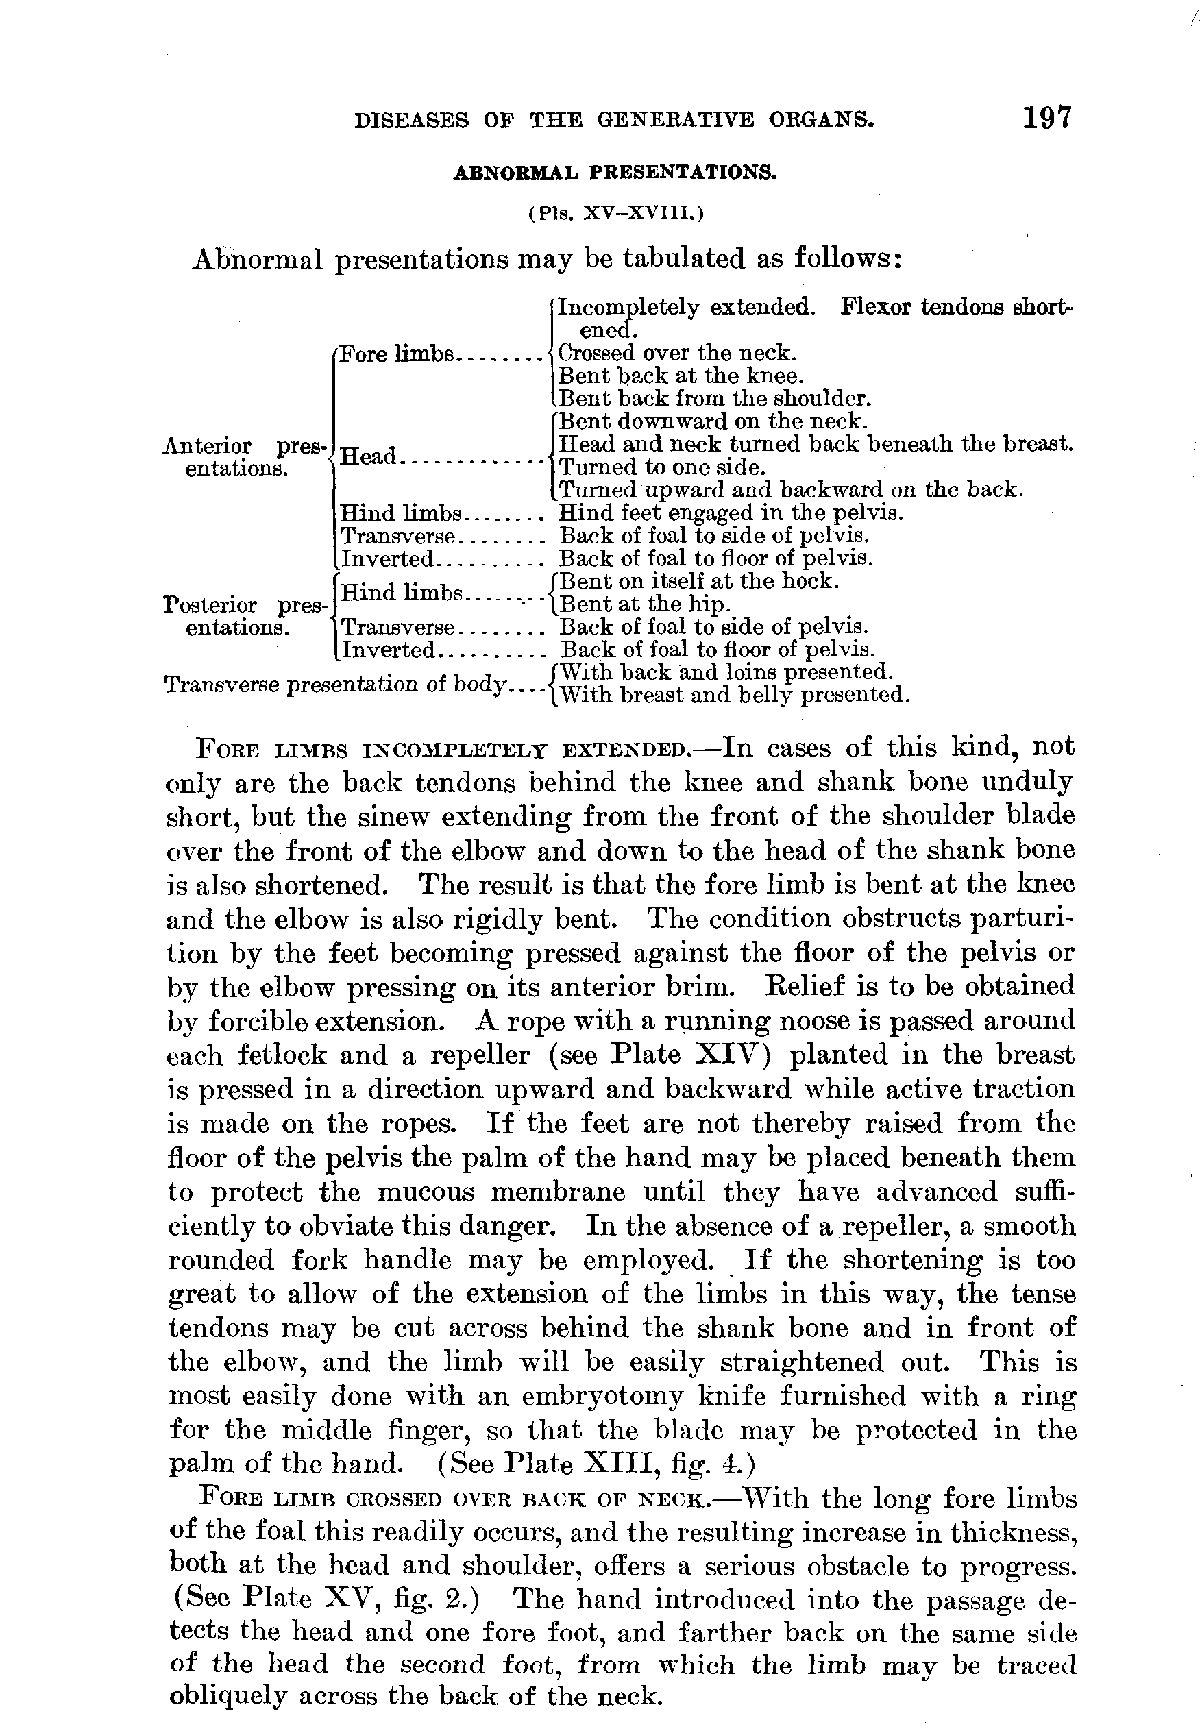 DISEASES OF THE GENERATIVE ORGANS. 197
ABNORMAL PRESENTATIONS.
(Pls. XV–XVIII.)
Abnormal presentations may be tabulated as follows:
Incompletely extended. Flexor tendons short-
ened.
Fore limbs........ Crossed over the neck.
Bent back at the knee.
Bent back from the shoulder.
Bent downward on the neck.
Anterior pres- Head and neck turned back beneath the breast.
entations. Head............. Turned to one side.
Turned upward and backward on the back.
Hind limbs........ Hind feet engaged in the pelvis.
Transverse........ Back of foal to side of pelvis.
Inverted.......... Back of foal to floor of pelvis.
Hind limbs....... Bent on itself at the hock.
Posterior pres- Bent at the hip.
entations. Transverse........ Back of foal to side of pelvis.
Inverted.......... Back of foal to floor of pelvis.
Transverse presentation of body.... With back and loins presented.
With breast and belly presented.
FORE LIMBS INCOMPLETELY EXTENDED.—In cases of this kind, not
only are the back tendons behind the knee and shank bone unduly
short, but the sinew extending from the front of the shoulder blade
over the front of the elbow and down to the head of the shank bone
is also shortened. The result is that the fore limb is bent at the knee
and the elbow is also rigidly bent. The condition obstructs parturi-
tion by the feet becoming pressed against the floor of the pelvis or
by the elbow pressing on its anterior brim. Relief is to be obtained
by forcible extension. A rope with a running noose is passed around
each fetlock and a repeller (see Plate XIV) planted in the breast
is pressed in a direction upward and backward while active traction
is made on the ropes. If the feet are not thereby raised from the
floor of the pelvis the palm of the hand may be placed beneath them
to protect the mucous membrane until they have advanced suffi-
ciently to obviate this danger. In the absence of a repeller, a smooth
rounded fork handle may be employed. If the shortening is too
great to allow of the extension of the limbs in this way, the tense
tendons may be cut across behind the shank bone and in front of
the elbow, and the limb will be easily straightened out. This is
most easily done with an embryotomy knife furnished with a ring
for the middle finger, so that the blade may be protected in the
palm of the hand. (See Plate XIII, fig. 4.)
FORE LIMB CROSSED OVER BACK OF NECK.—With the long fore limbs
of the foal this readily occurs, and the resulting increase in thickness,
both at the head and shoulder, offers a serious obstacle to progress.
(See Plate XV, fig. 2.) The hand introduced into the passage de-
tects the head and one fore foot, and farther back on the same side
of the head the second foot, from which the limb may be traced
obliquely across the back of the neck.